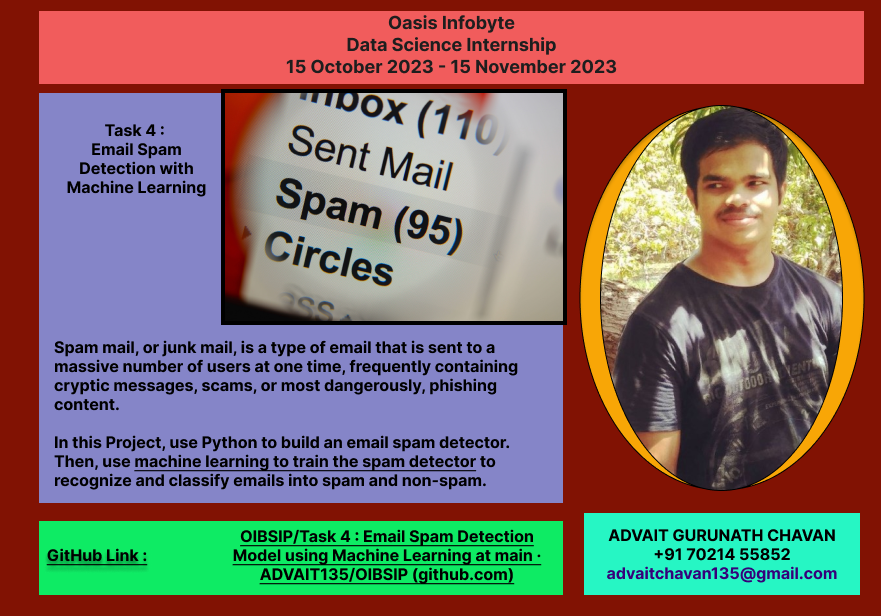 Oasis Infobyte
Data Science Internship
15 October 2023 - 15 November 2023
Task 4 :
Email Spam
Detection with
Machine Learning
Inbox (110)
Sent Mail
Spam (95)
Circles
Spam mail, or junk mail, is a type of email that is sent to a
massive number of users at one time, frequently containing
cryptic messages, scams, or most dangerously, phishing
content.
In this Project, use Python to build an email spam detector.
Then, use machine learning to train the spam detector to
recognize and classify emails into spam and non-spam.
GitHub Link :
OIBSIP/Task 4 : Email Spam Detection
Model using Machine Learning at main ·
ADVAIT135/OIBSIP (github.com)
ADVAIT GURUNATH CHAVAN
+91 70214 55852
advaitchavan135@gmail.com